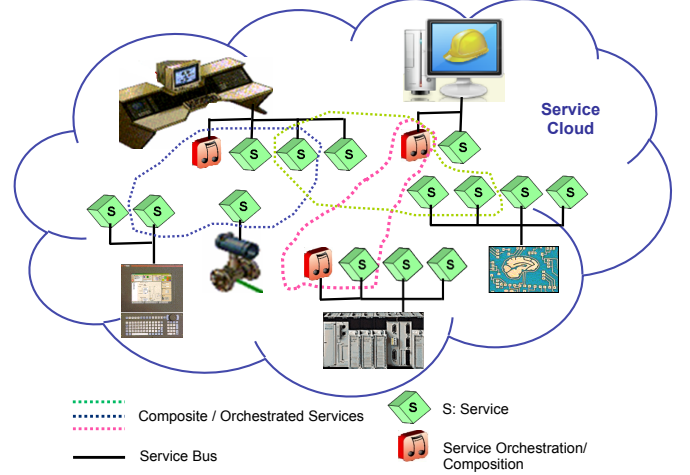 Service
Cloud
S S S
S
S S S S
S S S
S S S
Composite / Orchestrated Services
S S: Service
Service Bus
Service Orchestration/
Composition